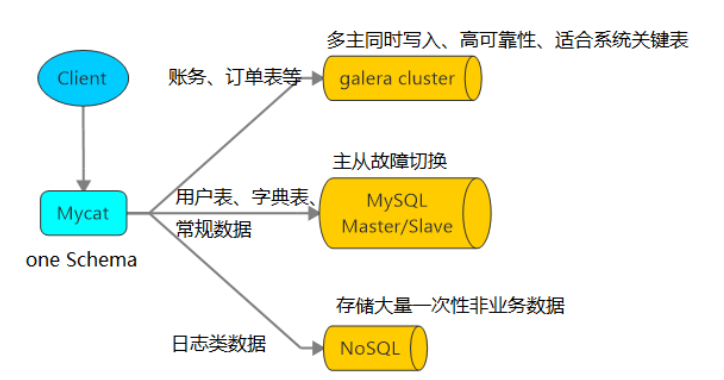 多主同时写入、高可靠性、适合系统关键表
Client
账务、订单表等
galera cluster
主从故障切换
用户表、字典表、
常规数据
MySQL
Master/Slave
Mycat
one Schema
存储大量一次性非业务数据
日志类数据
NoSQL